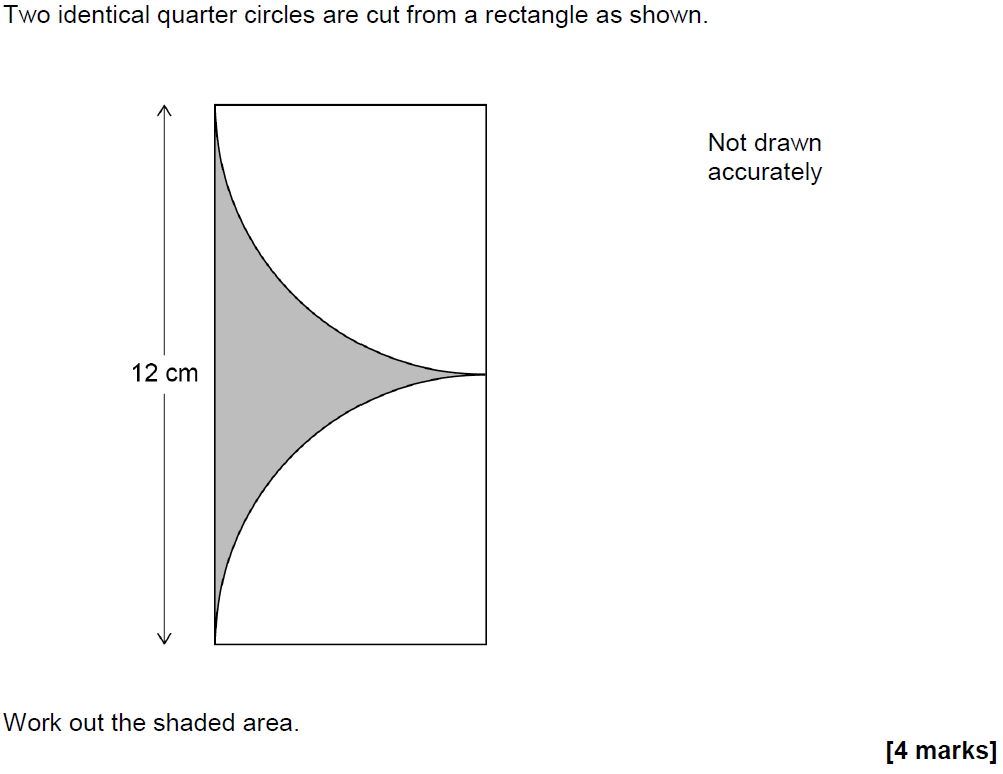 Two identical quarter circles are cut from a rectangle as shown.
Not drawn
accurately
12 cm
Work out the shaded area.
[4 marks]